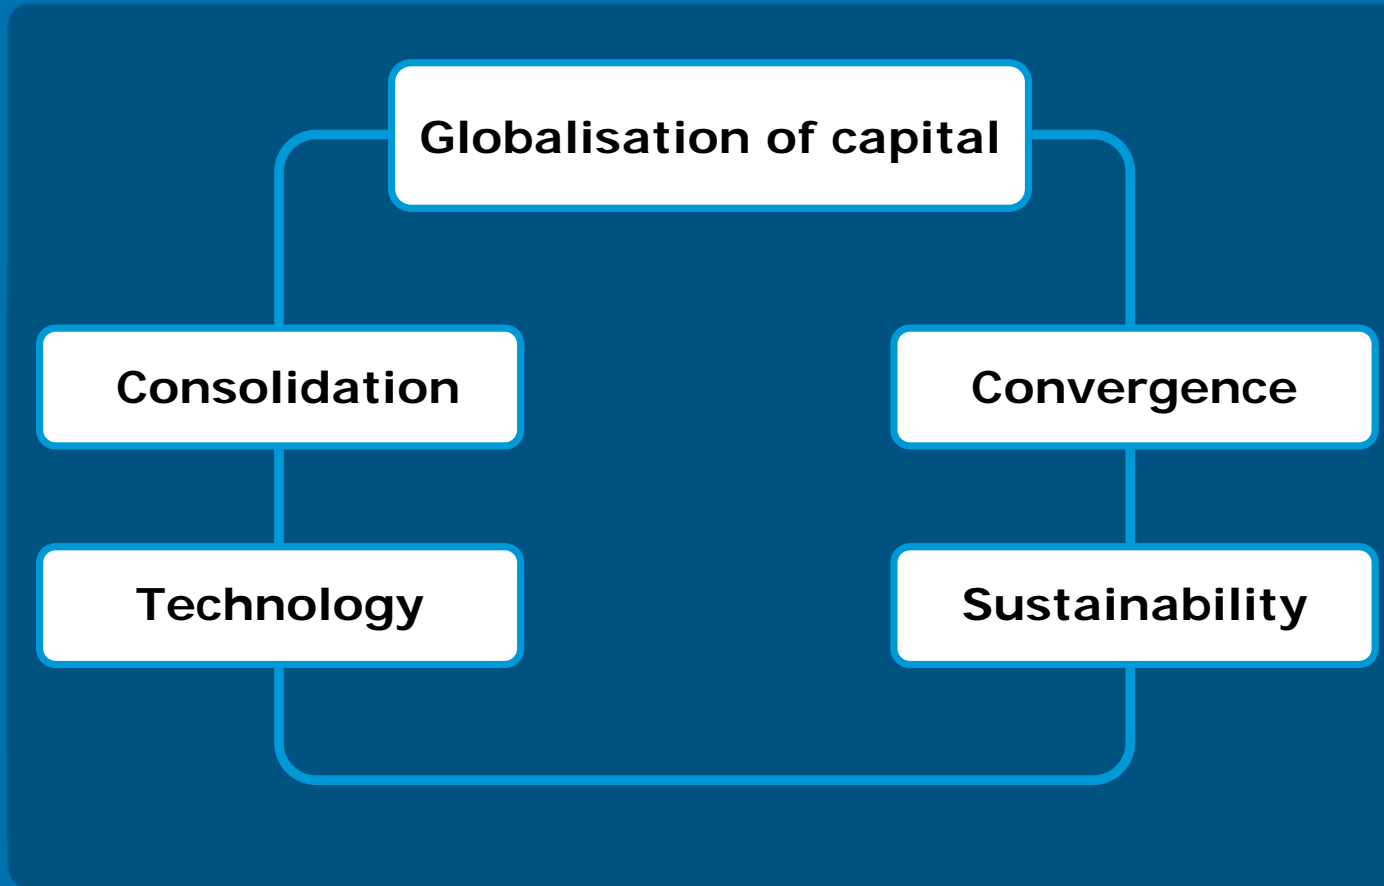 Globalisation of capital
Consolidation
Convergence
Technology
Sustainability